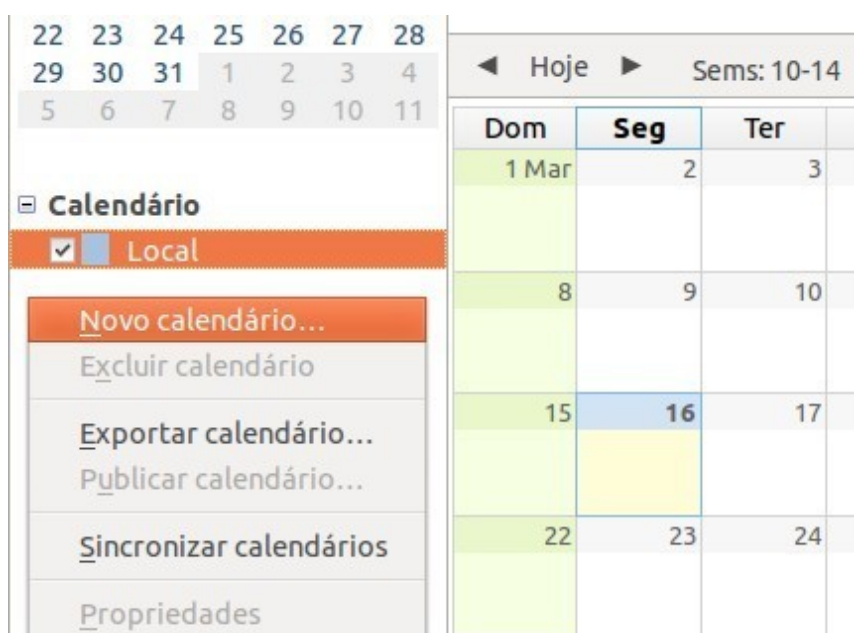 22 23 24 25 26 27 28
29 30 31 1 2 3 4
5 6 7 8 9 10 11
Calendário
Local
Novo calendário...
Excluir calendário
Exportar calendário...
Publicar calendário...
Sincronizar calendários
Propriedades
◀ Hoje ▶ Sems: 10-14
Dom Seg Ter
1 Mar 2 3
8 9 10
15 16 17
22 23 24